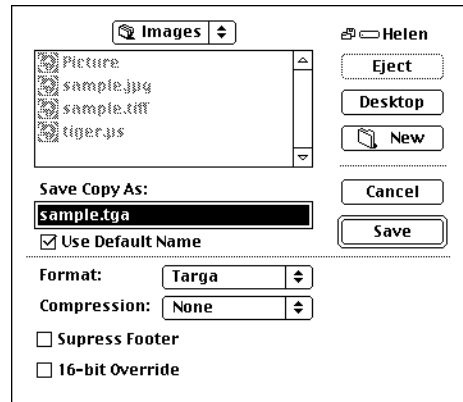 Images
Helen
Picture
sample.jpg
sample.tiff
tiger.ps
Eject
Desktop
New
Save Copy As:
sample.tga
Use Default Name
Cancel
Save
Format: Targa
Compression: None
Supress Footer
16-bit Override